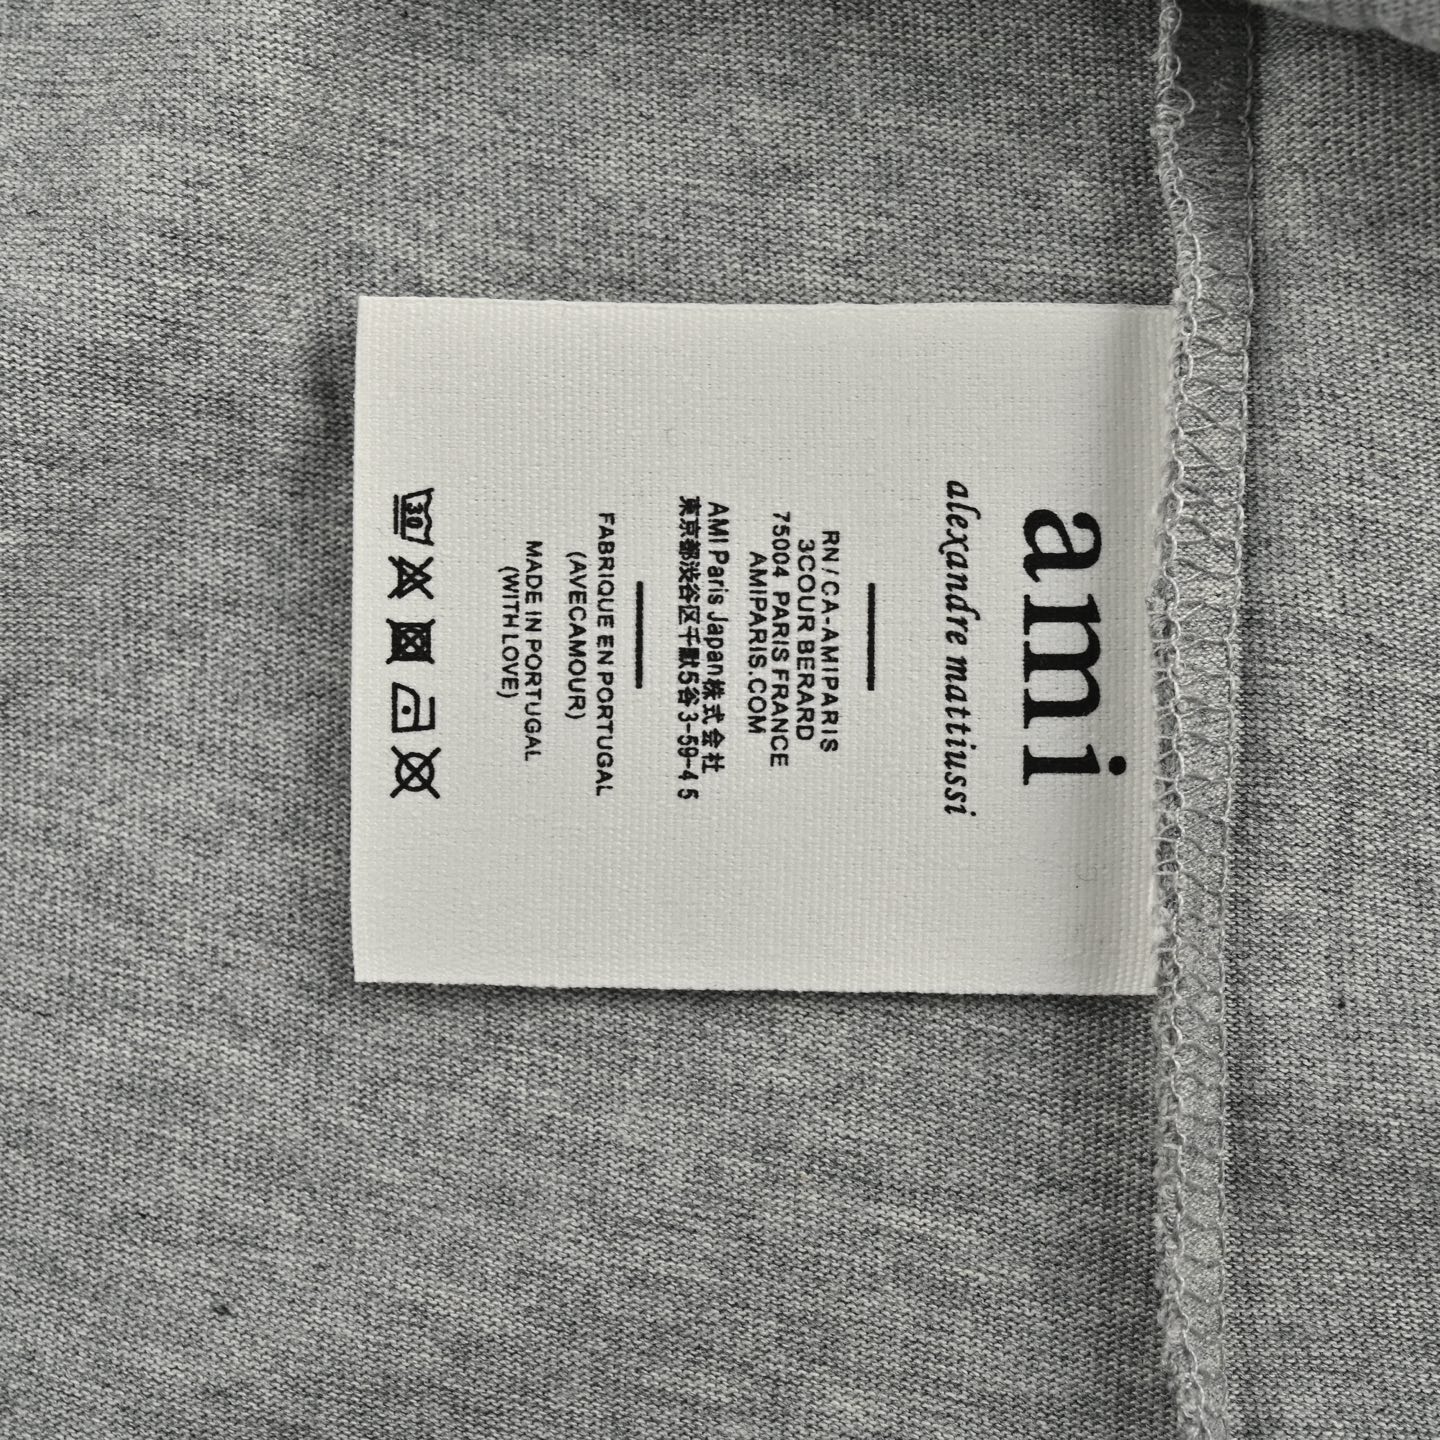 ami
alexandre mattiussi
RN / CA-AMIPARIS
3COUR BERARD
75004 PARIS FRANCE
AMIPARIS.COM
AMI Paris Japan株式会社
東京都渋谷区千駄5谷3-59-4 5
FABRIQUE EN PORTUGAL
(AVECAMOUR)
MADE IN PORTUGAL
(WITH LOVE)
30